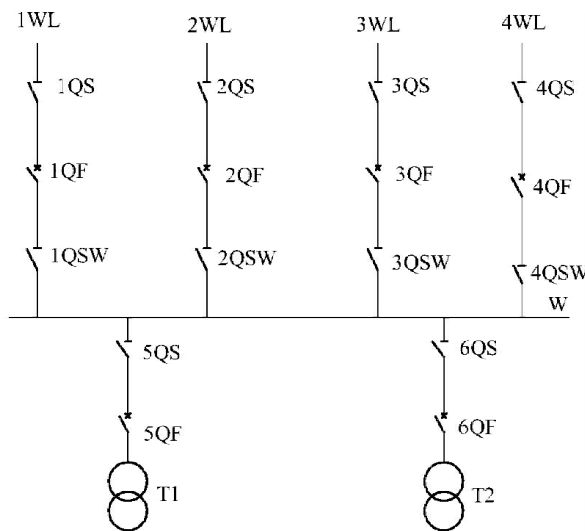 1WL 2WL 3WL 4WL
1QS 2QS 3QS 4QS
1QF 2QF 3QF 4QF
1QSW 2QSW 3QSW 4QSW
W
5QS 6QS
5QF 6QF
T1 T2